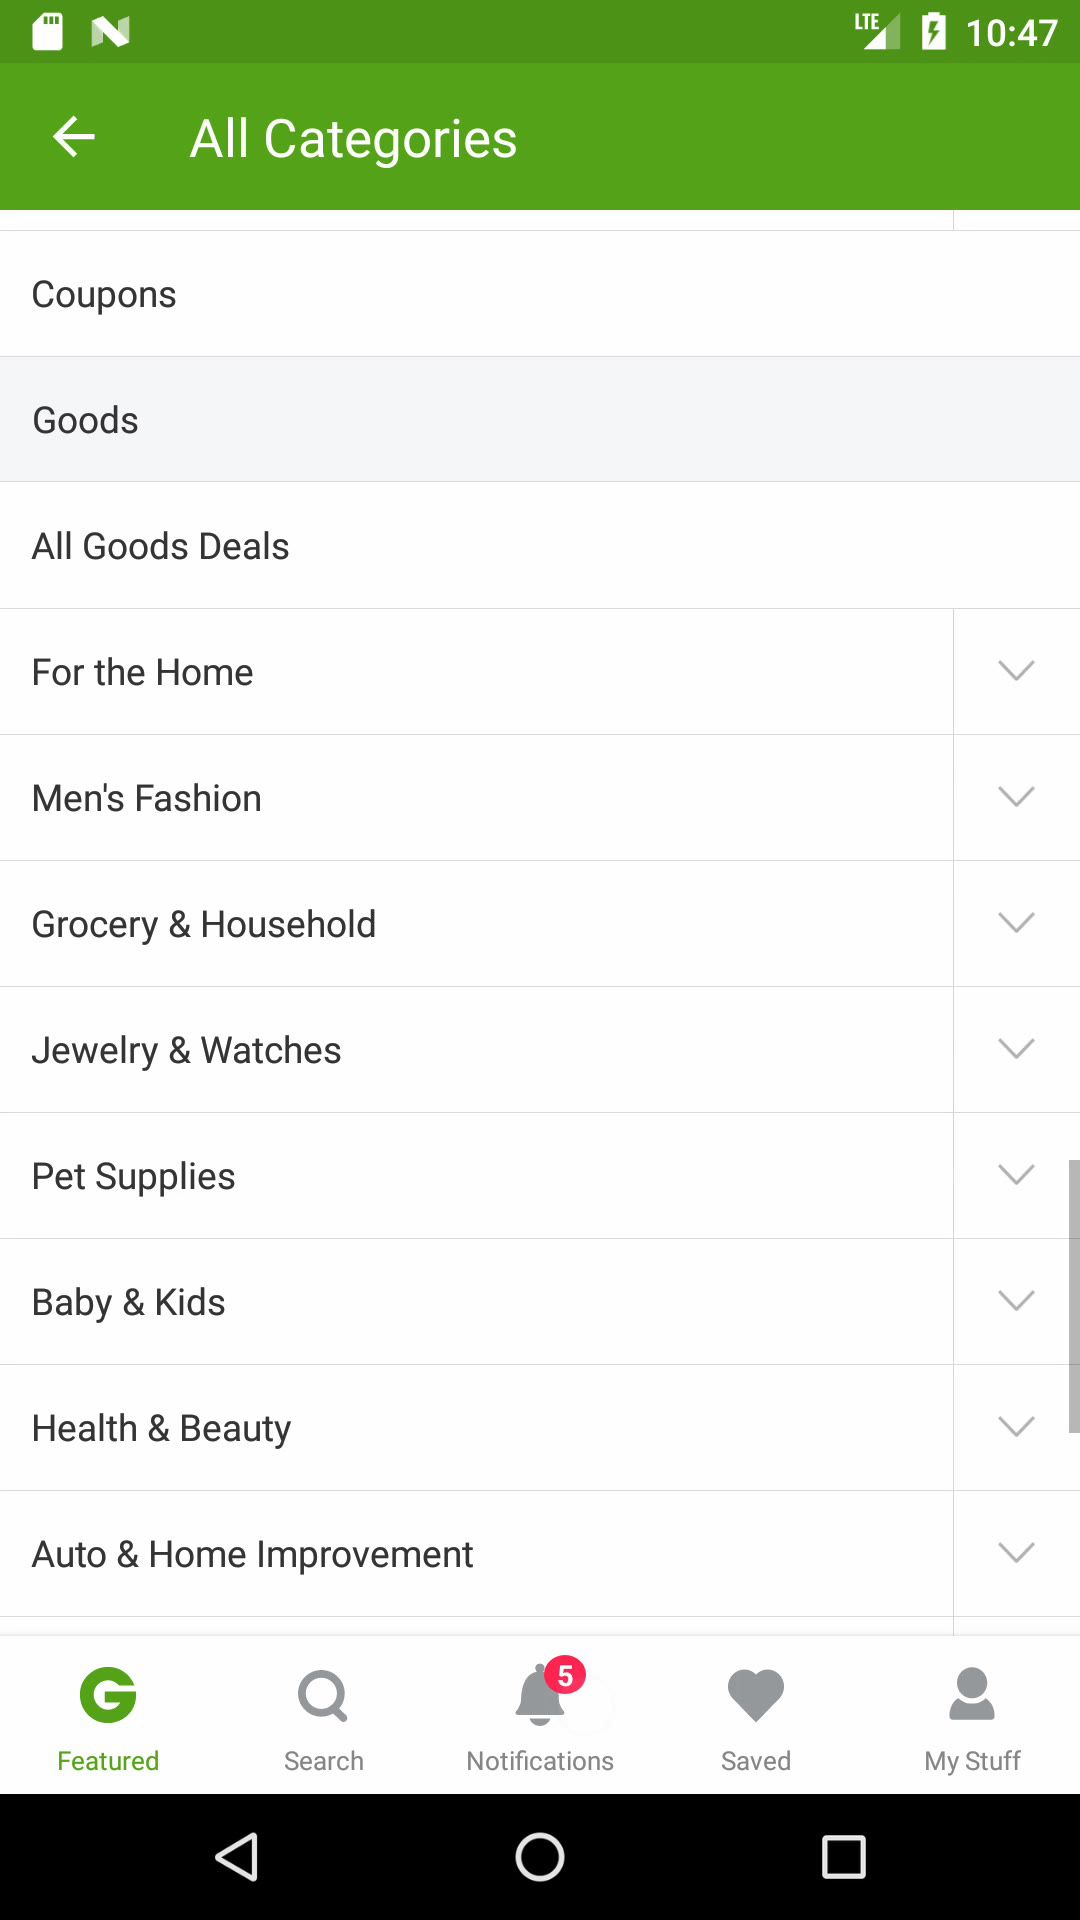 LTE 10:47
All Categories
Coupons
Goods
All Goods Deals
For the Home
Men's Fashion
Grocery & Household
Jewelry & Watches
Pet Supplies
Baby & Kids
Health & Beauty
Auto & Home Improvement
5
Featured Search Notifications Saved My Stuff